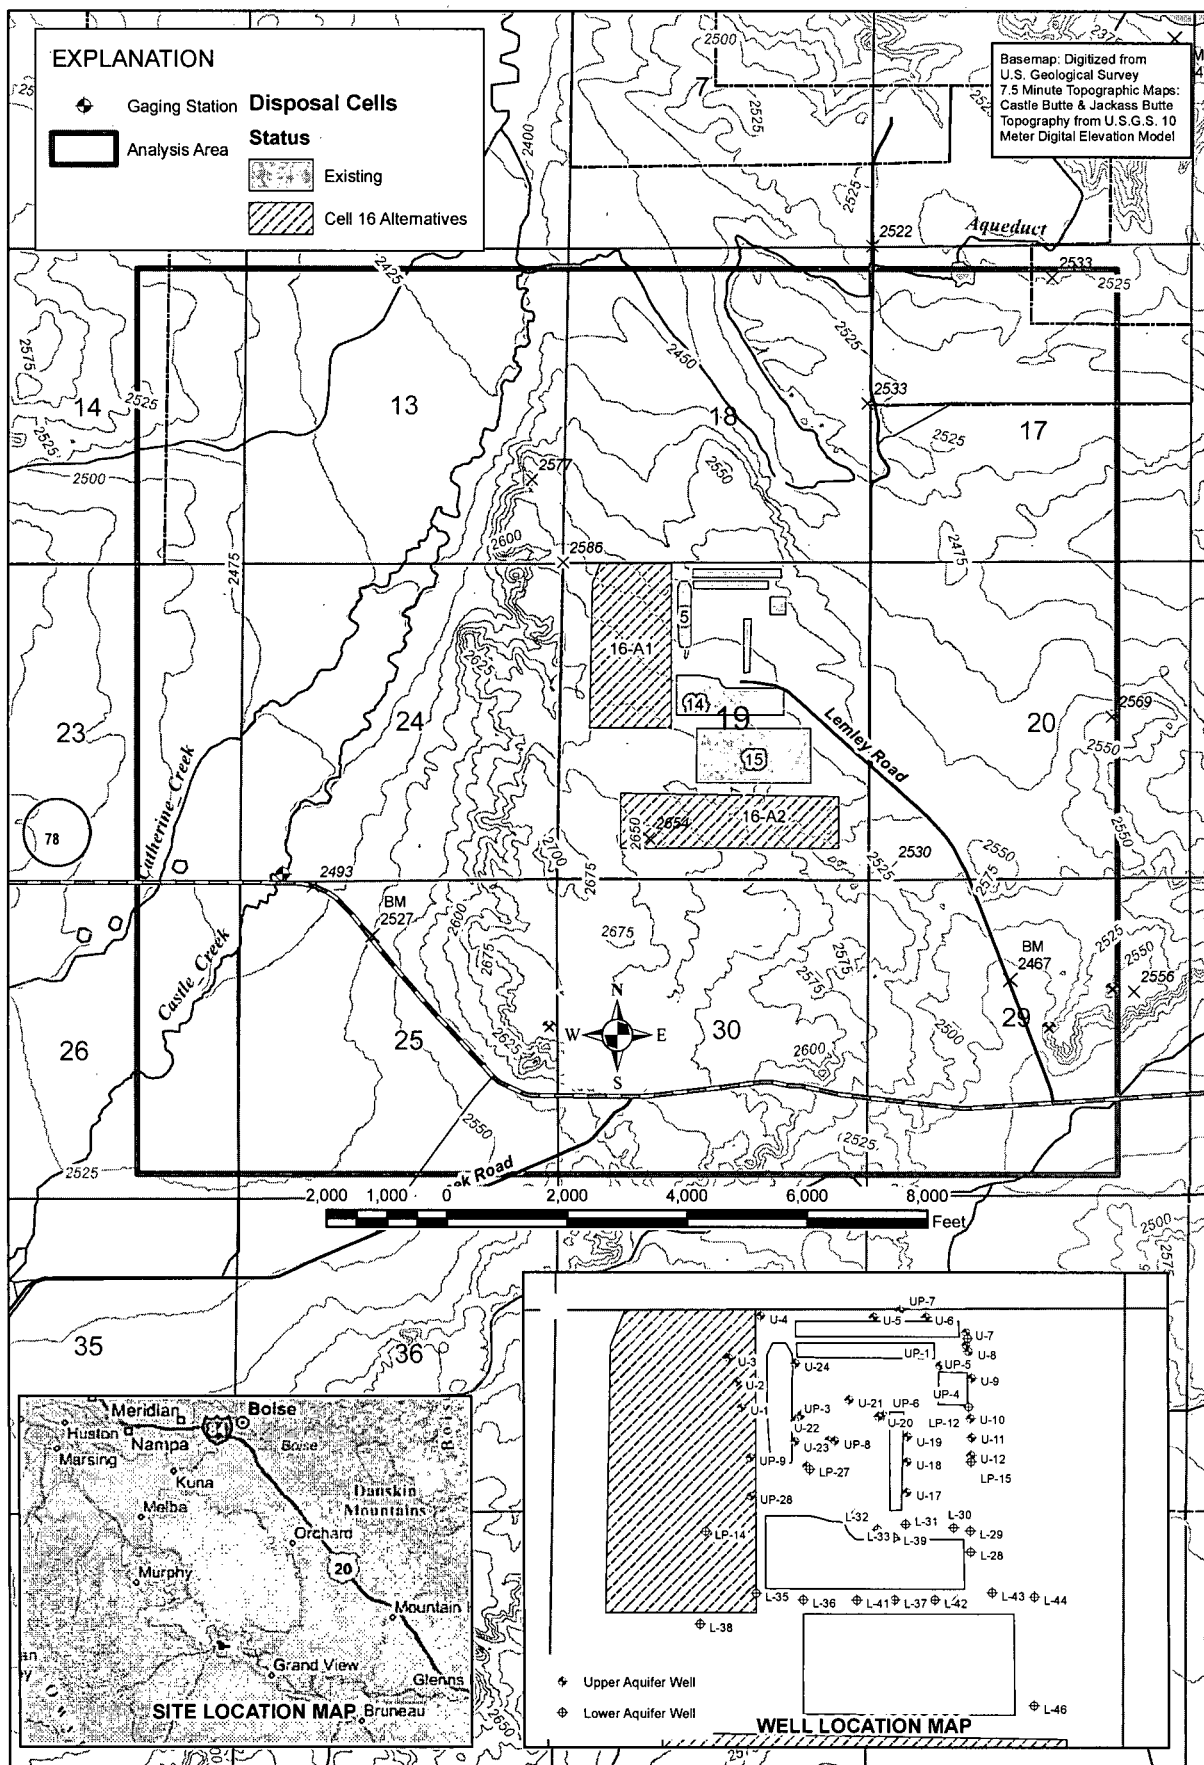 EXPLANATION
Gaging Station
Analysis Area
Disposal Cells
Status
Existing
Cell 16 Alternatives
Basemap: Digitized from
U.S. Geological Survey
7.5 Minute Topographic Maps:
Castle Butte & Jackass Butte
Topography from U.S.G.S. 10
Meter Digital Elevation Model
2500
7
2525
2400
2525
2522
Aqueduct
2533
2525
2425
2575
2525
14
13
2450
2525
2533
18
17
2525
2525
2500
2577
2550
2475
2600
2586
2475
5
16-A1
2625
14
19
Lemley Road
20
2569
2550
23
24
15
Catherine Creek
78
2650
2654
16-A2
2700
2675
2525
2530
2550
2575
2550
2493
BM
2527
2600
2675
2675
2575
2575
BM
2467
2525
2550
2556
Castle Creek
N
W
E
S
26
25
2625
30
2500
29
2600
2550
2525
2525
ek Road
2,000 1,000 0 2,000 4,000 6,000 8,000
Feet
2500
2575
35
36
2650
Meridian
Boise
Huston
Nampa
Boise
Marsing
Kuna
Melba
Danskin
Mountains
Orchard
20
Murphy
Mountain
Grand View
Glenns
SITE LOCATION MAP
Bruneau
UP-7
U-4
U-5
U-6
U-7
U-3
U-24
UP-1
U-8
UP-5
U-2
U-9
UP-4
U-1
UP-3
U-21
UP-6
U-22
U-20
LP-12
U-10
U-23
UP-8
U-19
U-11
UP-9
LP-27
U-18
U-12
LP-15
UP-28
U-17
L-32
L-31
L-30
LP-14
L-33
L-39
L-29
L-28
L-35
L-36
L-41
L-37
L-42
L-43
L-44
L-38
Upper Aquifer Well
Lower Aquifer Well
L-46
WELL LOCATION MAP